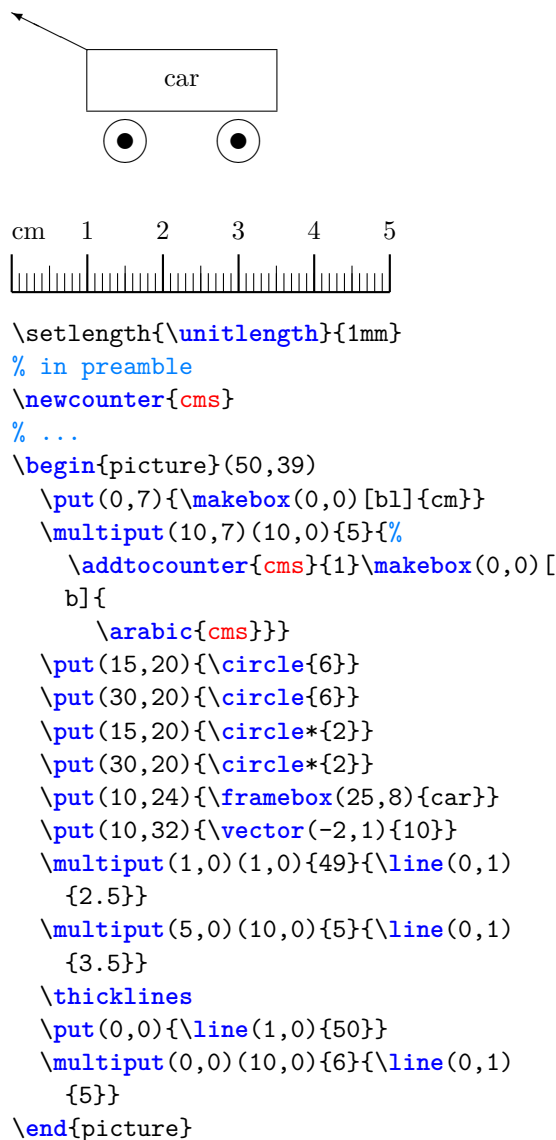 car
cm 1 2 3 4 5
\setlength{\unitlength}{1mm}
% in preamble
\newcounter{cms}
% ...
\begin{picture}(50,39)
  \put(0,7){\makebox(0,0)[bl]{cm}}
  \multiput(10,7)(10,0){5}{%
    \addtocounter{cms}{1}\makebox(0,0)[
    b]{
      \arabic{cms}}}
  \put(15,20){\circle{6}}
  \put(30,20){\circle{6}}
  \put(15,20){\circle*{2}}
  \put(30,20){\circle*{2}}
  \put(10,24){\framebox(25,8){car}}
  \put(10,32){\vector(-2,1){10}}
  \multiput(1,0)(1,0){49}{\line(0,1)
    {2.5}}
  \multiput(5,0)(10,0){5}{\line(0,1)
    {3.5}}
  \thicklines
  \put(0,0){\line(1,0){50}}
  \multiput(0,0)(10,0){6}{\line(0,1)
    {5}}
\end{picture}